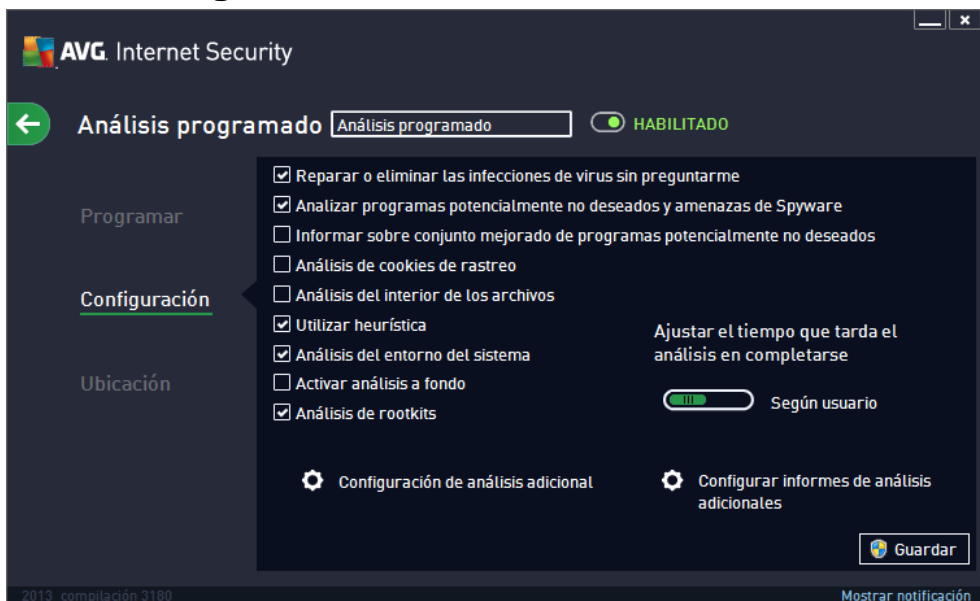 AVG. Internet Security
Análisis programado Análisis programado HABILITADO
Programar
Configuración
Ubicación
Reparar o eliminar las infecciones de virus sin preguntarme
Analizar programas potencialmente no deseados y amenazas de Spyware
Informar sobre conjunto mejorado de programas potencialmente no deseados
Análisis de cookies de rastreo
Análisis del interior de los archivos
Utilizar heurística
Análisis del entorno del sistema
Activar análisis a fondo
Análisis de rootkits
Ajustar el tiempo que tarda el
análisis en completarse
Según usuario
Configuración de análisis adicional
Configurar informes de análisis
adicionales
Guardar
2013 compilación 3180
Mostrar notificación